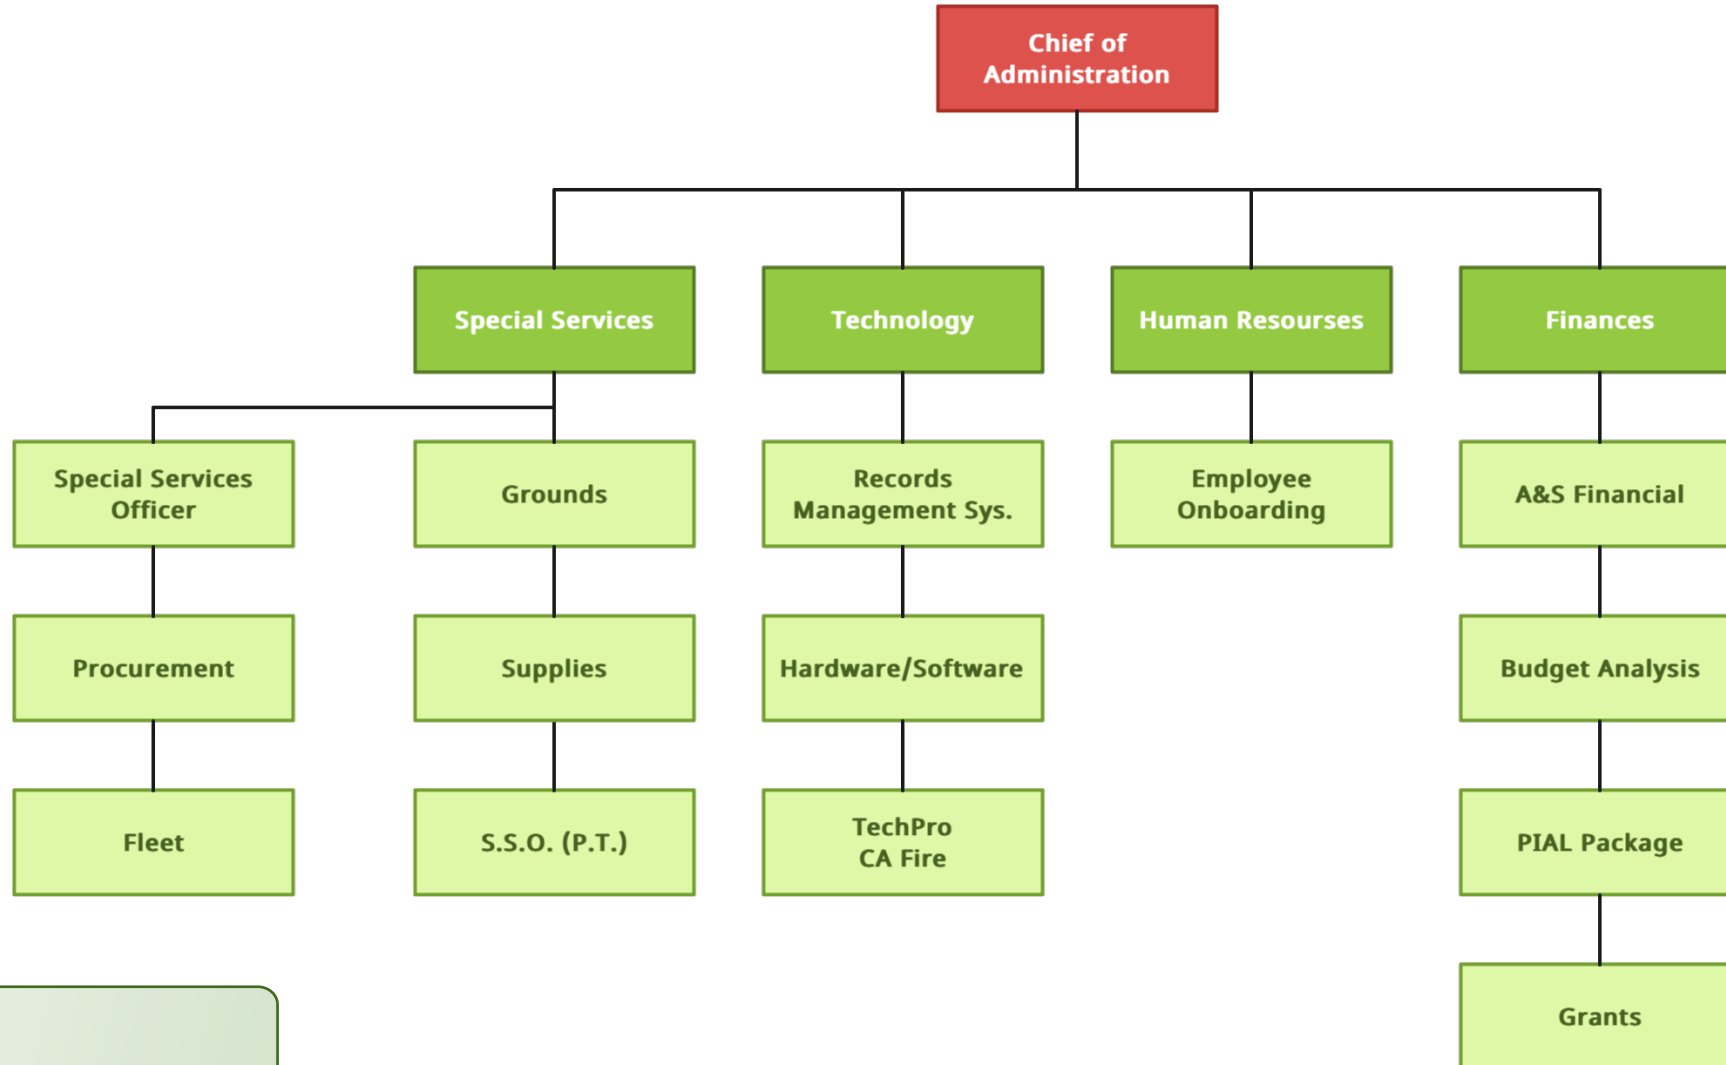 Chief of
Administration
Special Services
Technology
Human Resourses
Finances
Special Services
Officer
Grounds
Records
Management Sys.
Employee
Onboarding
A&S Financial
Procurement
Supplies
Hardware/Software
Budget Analysis
Fleet
S.S.O. (P.T.)
TechPro
CA Fire
PIAL Package
Grants